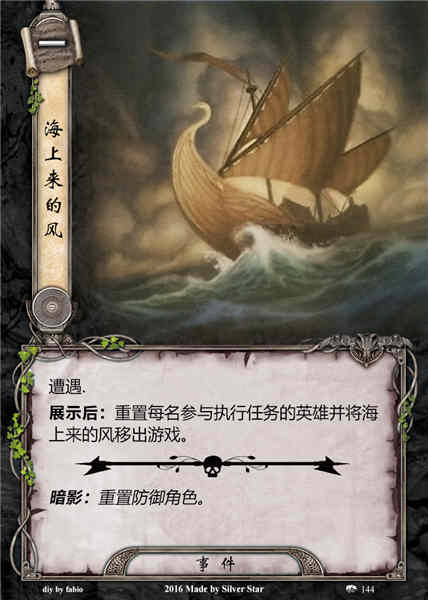 海上来的风
遭遇.
展示后：重置每名参与执行任务的英雄并将海
上来的风移出游戏。
暗影：重置防御角色。
事件
diy by fabio
2016 Made by Silver Star
144